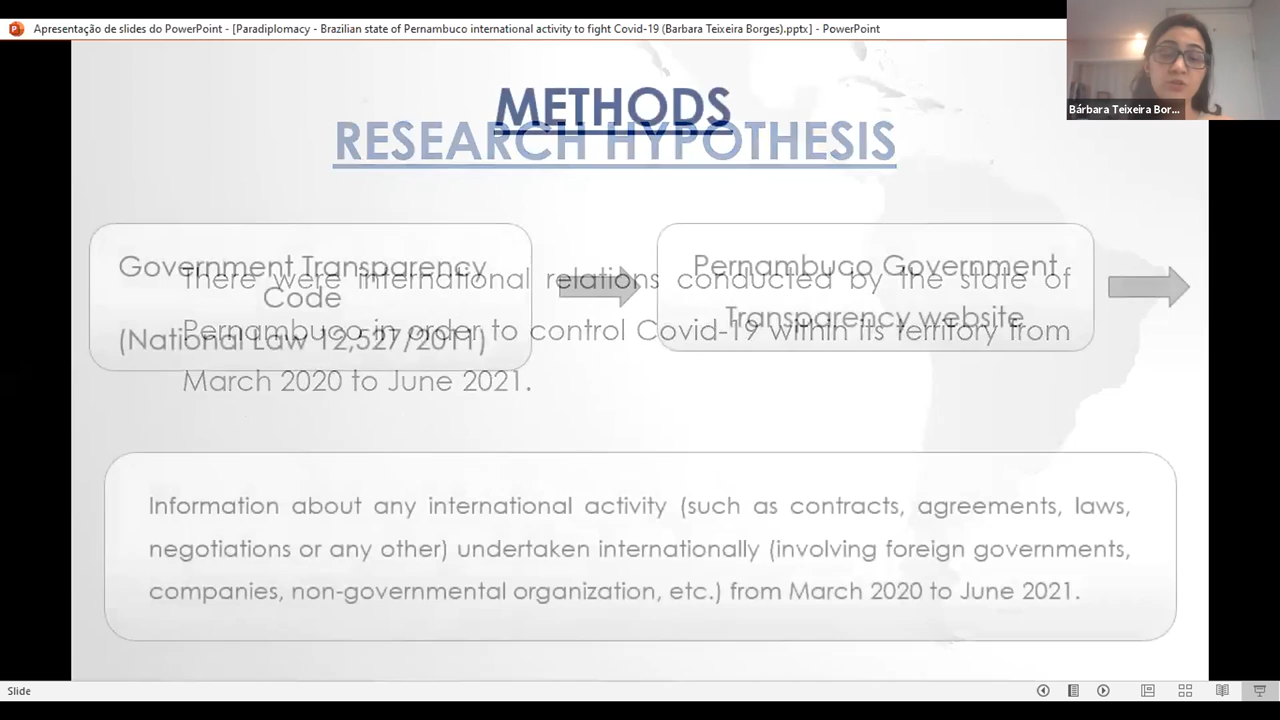 Apresentação de slides do PowerPoint - [Paradiplomacy - Brazilian state of Pernambuco international activity to fight Covid-19 (Barbara Teixeira Borges).pptx] - PowerPoint
Bárbara Teixeira Bor...
METHODS
RESEARCH HYPOTHESIS
Government Transparency
Code
(National Law 12,527/2011)
Pernambuco Government
Transparency website
There were international relations conducted by the state of
Pernambuco in order to control Covid-19 within its territory from
March 2020 to June 2021.
Information about any international activity (such as contracts, agreements, laws,
negotiations or any other) undertaken internationally (involving foreign governments,
companies, non-governmental organization, etc.) from March 2020 to June 2021.
Slide